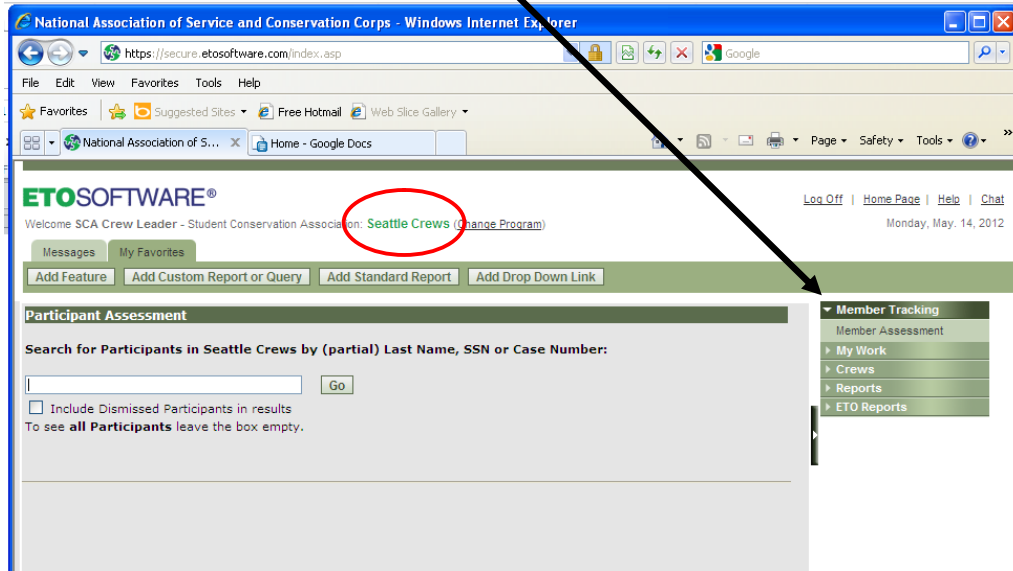 National Association of Service and Conservation Corps - Windows Internet Explorer
https://secure.etosoftware.com/index.asp
Google
File Edit View Favorites Tools Help
Favorites Suggested Sites Free Hotmail Web Slice Gallery
National Association of S... X Home - Google Docs Page Safety Tools »
ETOSOFTWARE®
Log Off | Home Page | Help | Chat
Welcome SCA Crew Leader - Student Conservation Association: Seattle Crews (Change Program)
Monday, May. 14, 2012
Messages My Favorites
Add Feature Add Custom Report or Query Add Standard Report Add Drop Down Link
Participant Assessment
Search for Participants in Seattle Crews by (partial) Last Name, SSN or Case Number:
Go
Include Dismissed Participants in results
To see all Participants leave the box empty.
Member Tracking
Member Assessment
My Work
Crews
Reports
ETO Reports